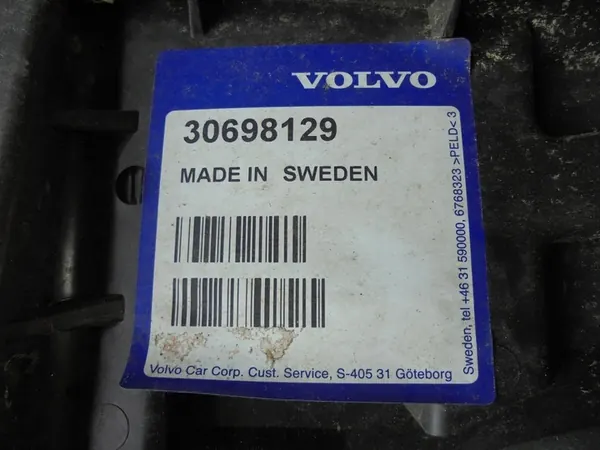 VOLVO
30698129
MADE IN SWEDEN
Volvo Car Corp. Cust. Service, S-405 31 Göteborg
Sweden, tel +46 31 590000, 6768323 >PELD< 3